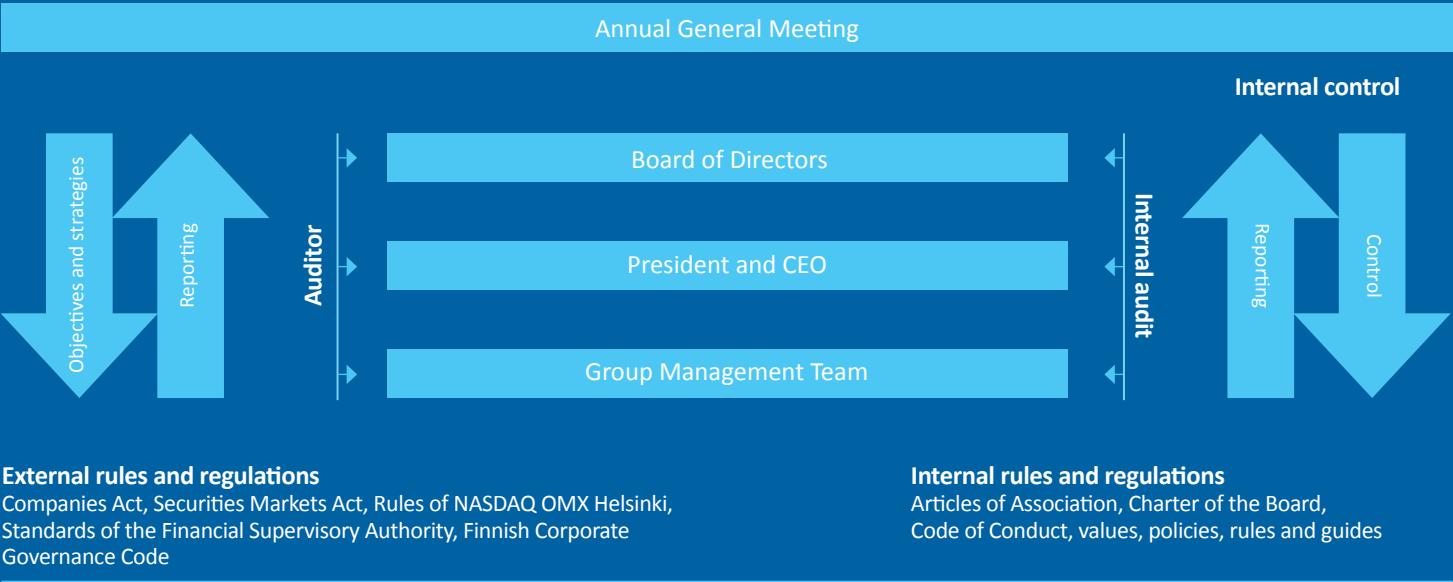 Annual General Meeting
Internal control
Objectives and strategies
Reporting
Auditor
Board of Directors
President and CEO
Group Management Team
Internal audit
Reporting
Control
External rules and regulations
Companies Act, Securities Markets Act, Rules of NASDAQ OMX Helsinki,
Standards of the Financial Supervisory Authority, Finnish Corporate
Governance Code
Internal rules and regulations
Articles of Association, Charter of the Board,
Code of Conduct, values, policies, rules and guides